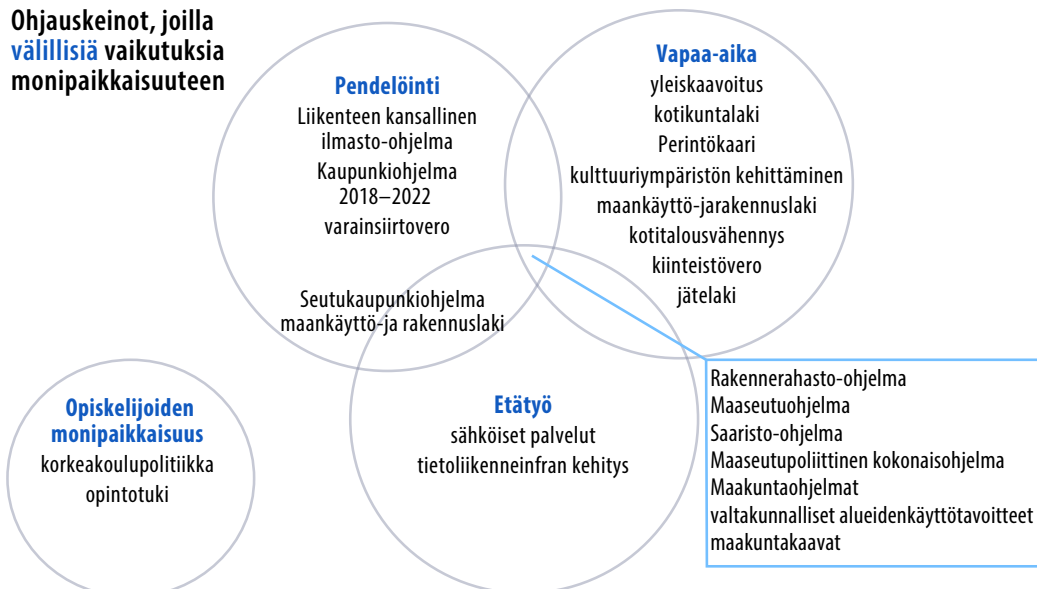 Ohjauskeinot, joilla
välillisiä vaikutuksia
monipaikkaisuuteen
Pendelöinti
Liikenteen kansallinen
ilmasto-ohjelma
Kaupunkiohjelma
2018–2022
varainsiirtovero
Seutukaupunkiohjelma
maankäyttö-ja rakennuslaki
Vapaa-aika
yleiskaavoitus
kotikuntalaki
Perintökaari
kulttuuriympäristön kehittäminen
maankäyttö-jarakennuslaki
kotitalousvähennys
kiinteistövero
jätelaki
Opiskelijoiden
monipaikkaisuus
korkeakoulupolitiikka
opintotuki
Etätyö
sähköiset palvelut
tietoliikenneinfran kehitys
Rakennerahasto-ohjelma
Maaseutuohjelma
Saaristo-ohjelma
Maaseutupoliittinen kokonaisohjelma
Maakuntaohjelmat
valtakunnalliset alueidenkäyttötavoitteet
maakuntakaavat